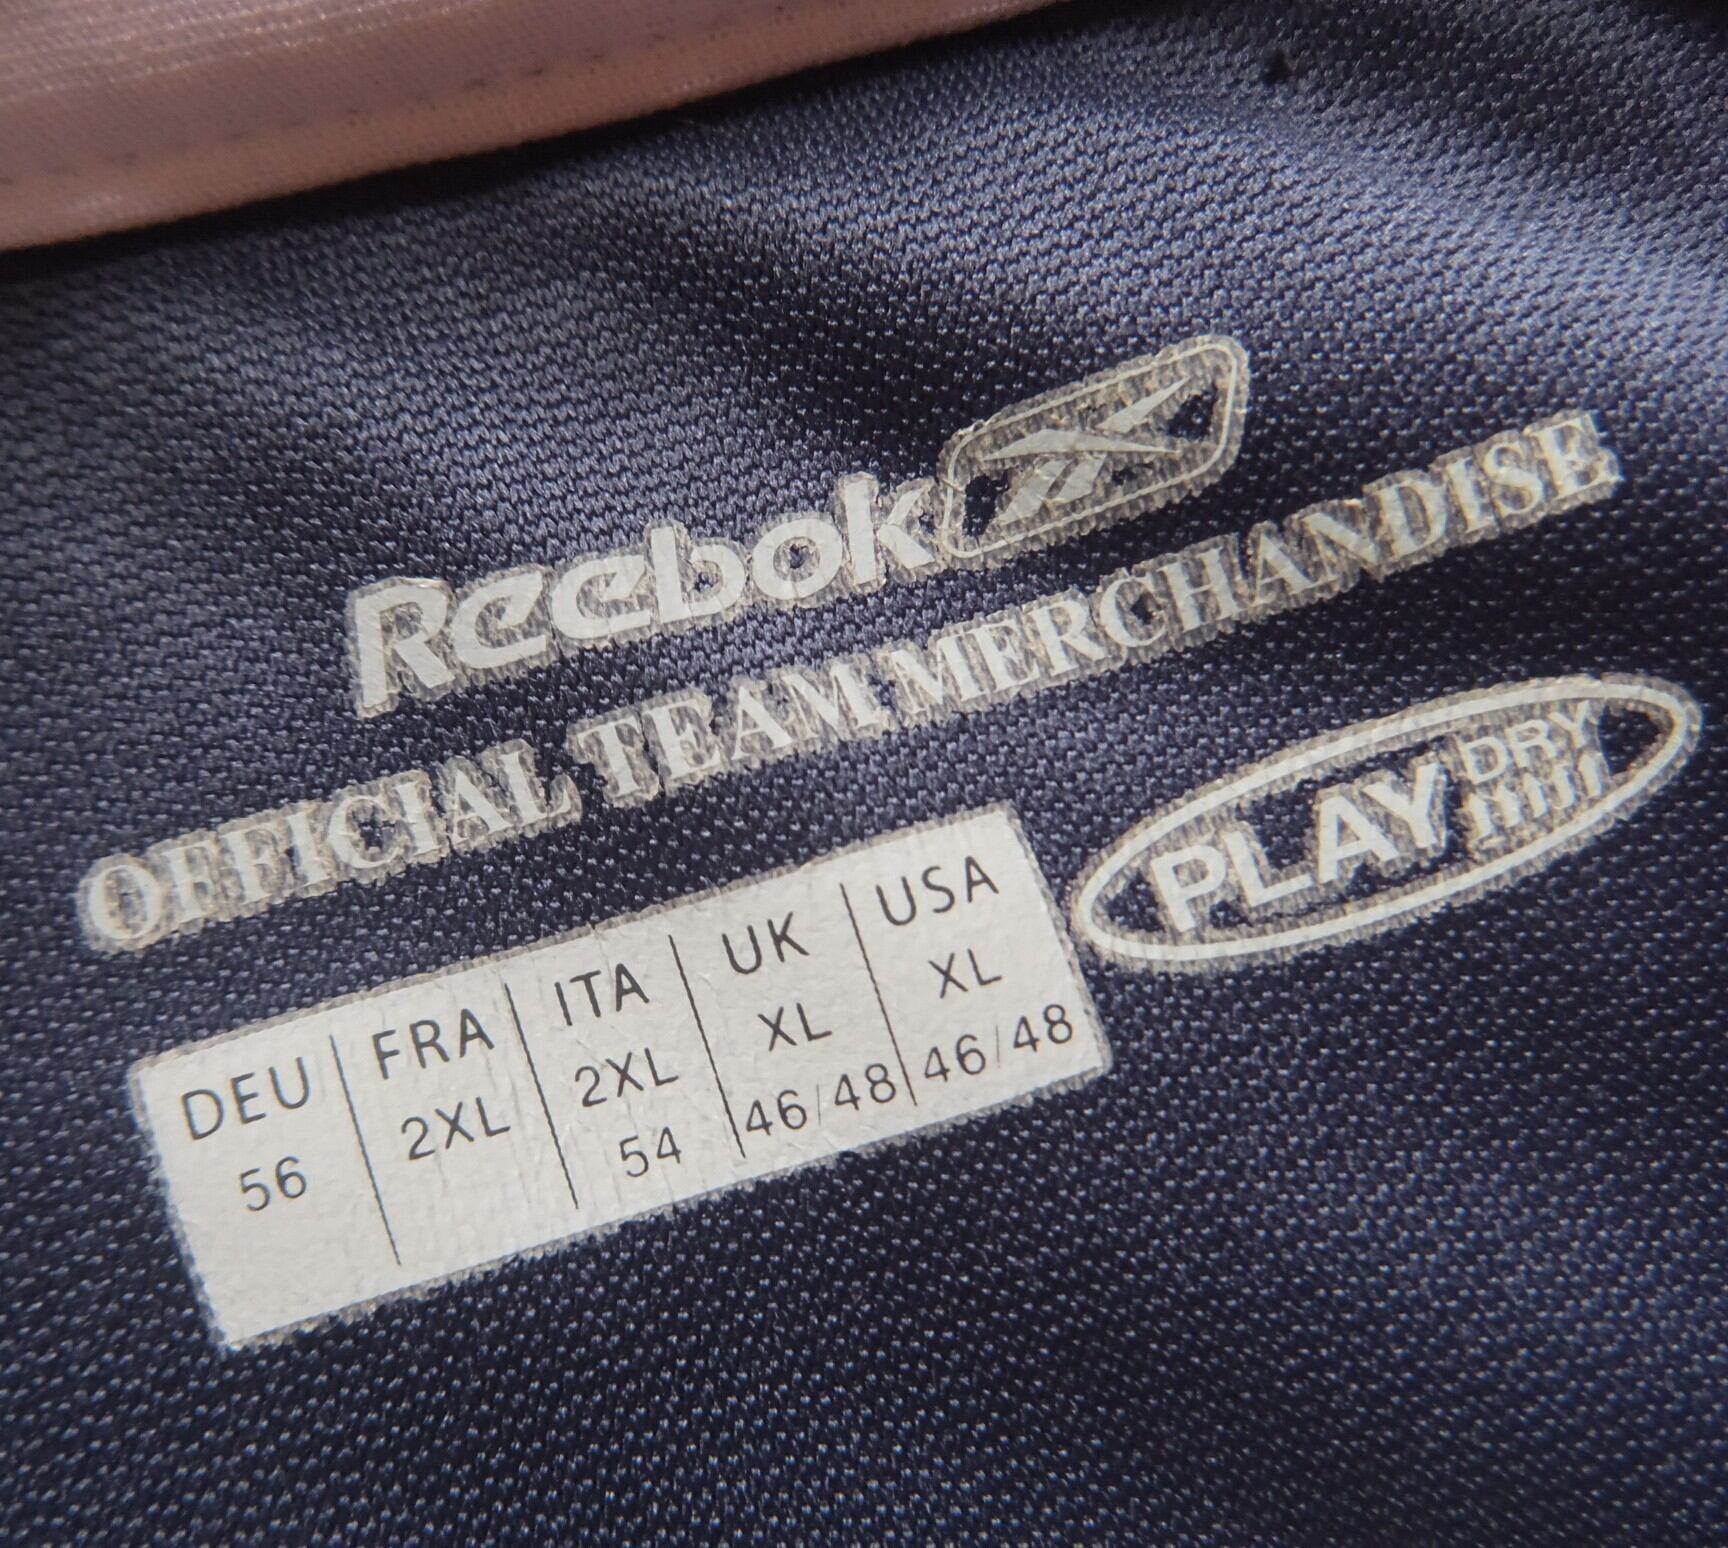 Reebok
OFFICIAL TEAM MERCHANDISE
PLAY DRY
DEU FRA ITA UK USA
56 2XL 2XL XL XL
54 46/48 46/48